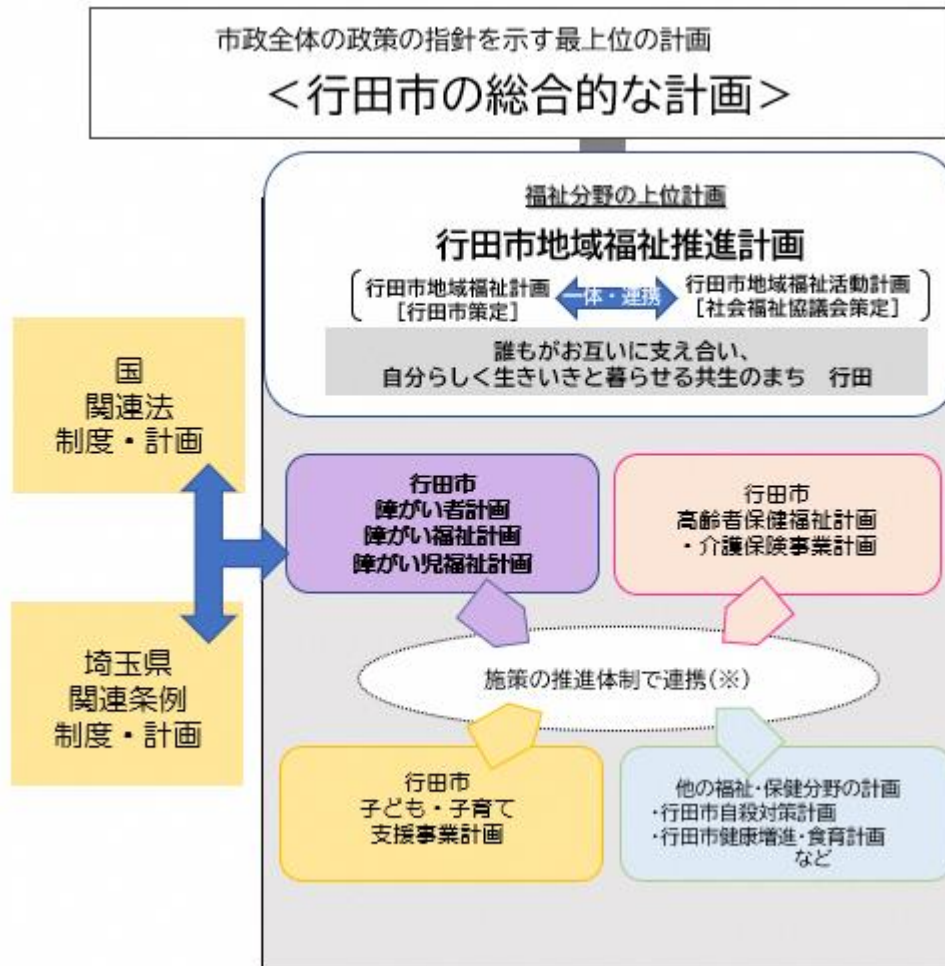 市政全体の政策の指針を示す最上位の計画
＜行田市の総合的な計画＞
福祉分野の上位計画
行田市地域福祉推進計画
行田市地域福祉計画
[行田市策定]
一体・連携
行田市地域福祉活動計画
[社会福祉協議会策定]
誰もがお互いに支え合い、
自分らしく生きいきと暮らせる共生のまち　行田
国
関連法
制度・計画
埼玉県
関連条例
制度・計画
行田市
障がい者計画
障がい福祉計画
障がい児福祉計画
行田市
高齢者保健福祉計画
・介護保険事業計画
施策の推進体制で連携(※)
行田市
子ども・子育て
支援事業計画
他の福祉・保健分野の計画
・行田市自殺対策計画
・行田市健康増進・食育計画
など